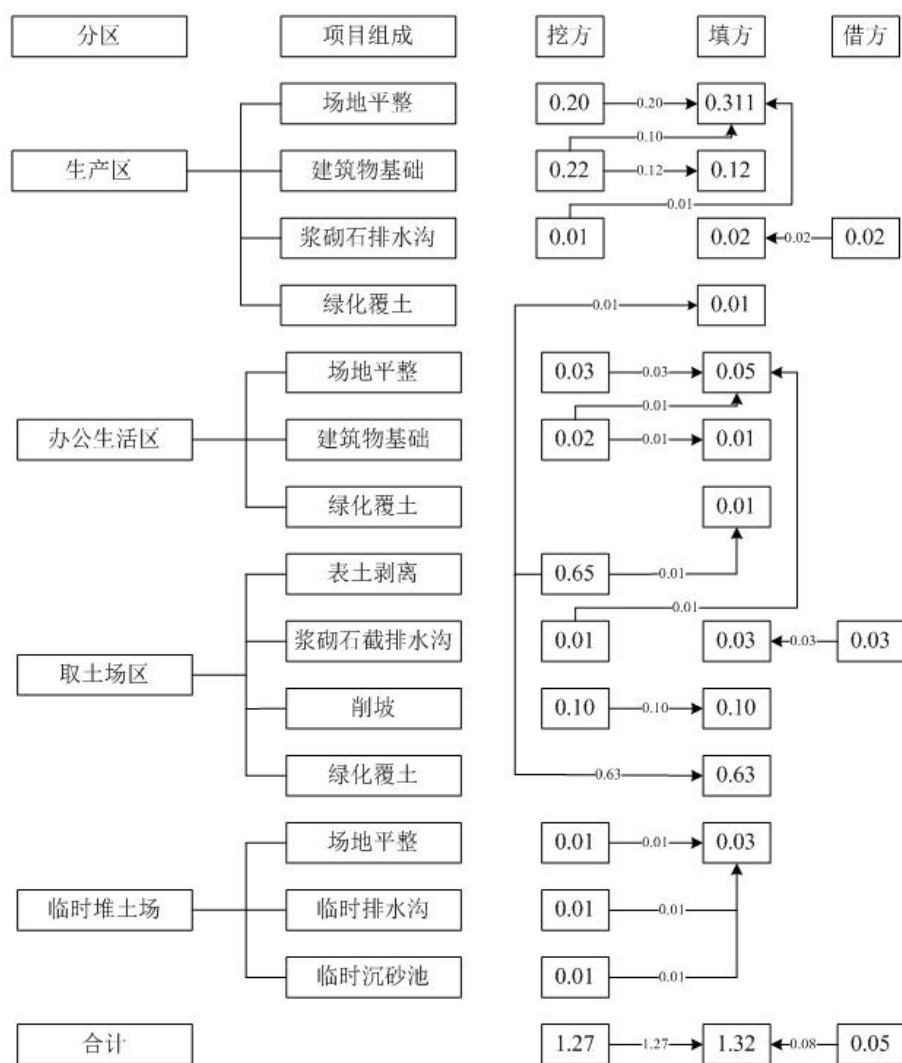 分区 项目组成 挖方 填方 借方
场地平整 0.20 0.20 0.311
0.10
生产区 建筑物基础 0.22 0.12 0.12
0.01
浆砌石排水沟 0.01 0.02 0.02 0.02
绿化覆土 0.01 0.01
场地平整 0.03 0.03 0.05
0.01
办公生活区 建筑物基础 0.02 0.01 0.01
绿化覆土 0.01
表土剥离 0.65 0.01
0.01
浆砌石截排水沟 0.01 0.03 0.03 0.03
取土场区
削坡 0.10 0.10 0.10
绿化覆土 0.63 0.63
场地平整 0.01 0.01 0.03
临时堆土场 临时排水沟 0.01 0.01
临时沉砂池 0.01 0.01
合计 1.27 1.27 1.32 0.08 0.05